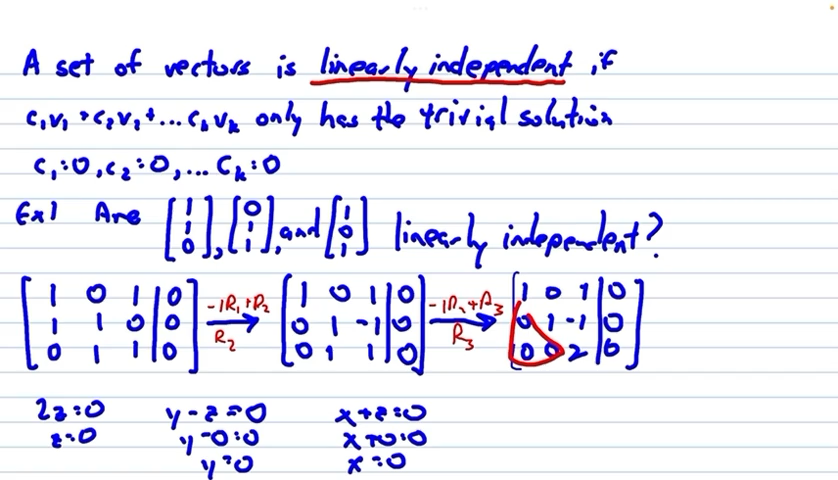 A set of vectors is linearly independent if
c₁v₁+c₂v₂+...cₖvₖ only has the trivial solution
c₁=0, c₂=0, ... cₖ=0
Ex1 Are [1 1 0], [0 1 1], and [1 0 1] linearly independent?
[1 0 1 | 0] -1R₁+R₂ [1 0 1 | 0] -1R₂+R₃ [1 0 1 | 0]
[1 1 0 | 0] → [0 1 -1 | 0] → [0 1 -1 | 0]
[0 1 1 | 0] R₂ [0 1 1 | 0] R₃ [0 0 2 | 0]
2z=0 y-z=0 x+z=0
z=0 y-0=0 x+0=0
y=0 x=0